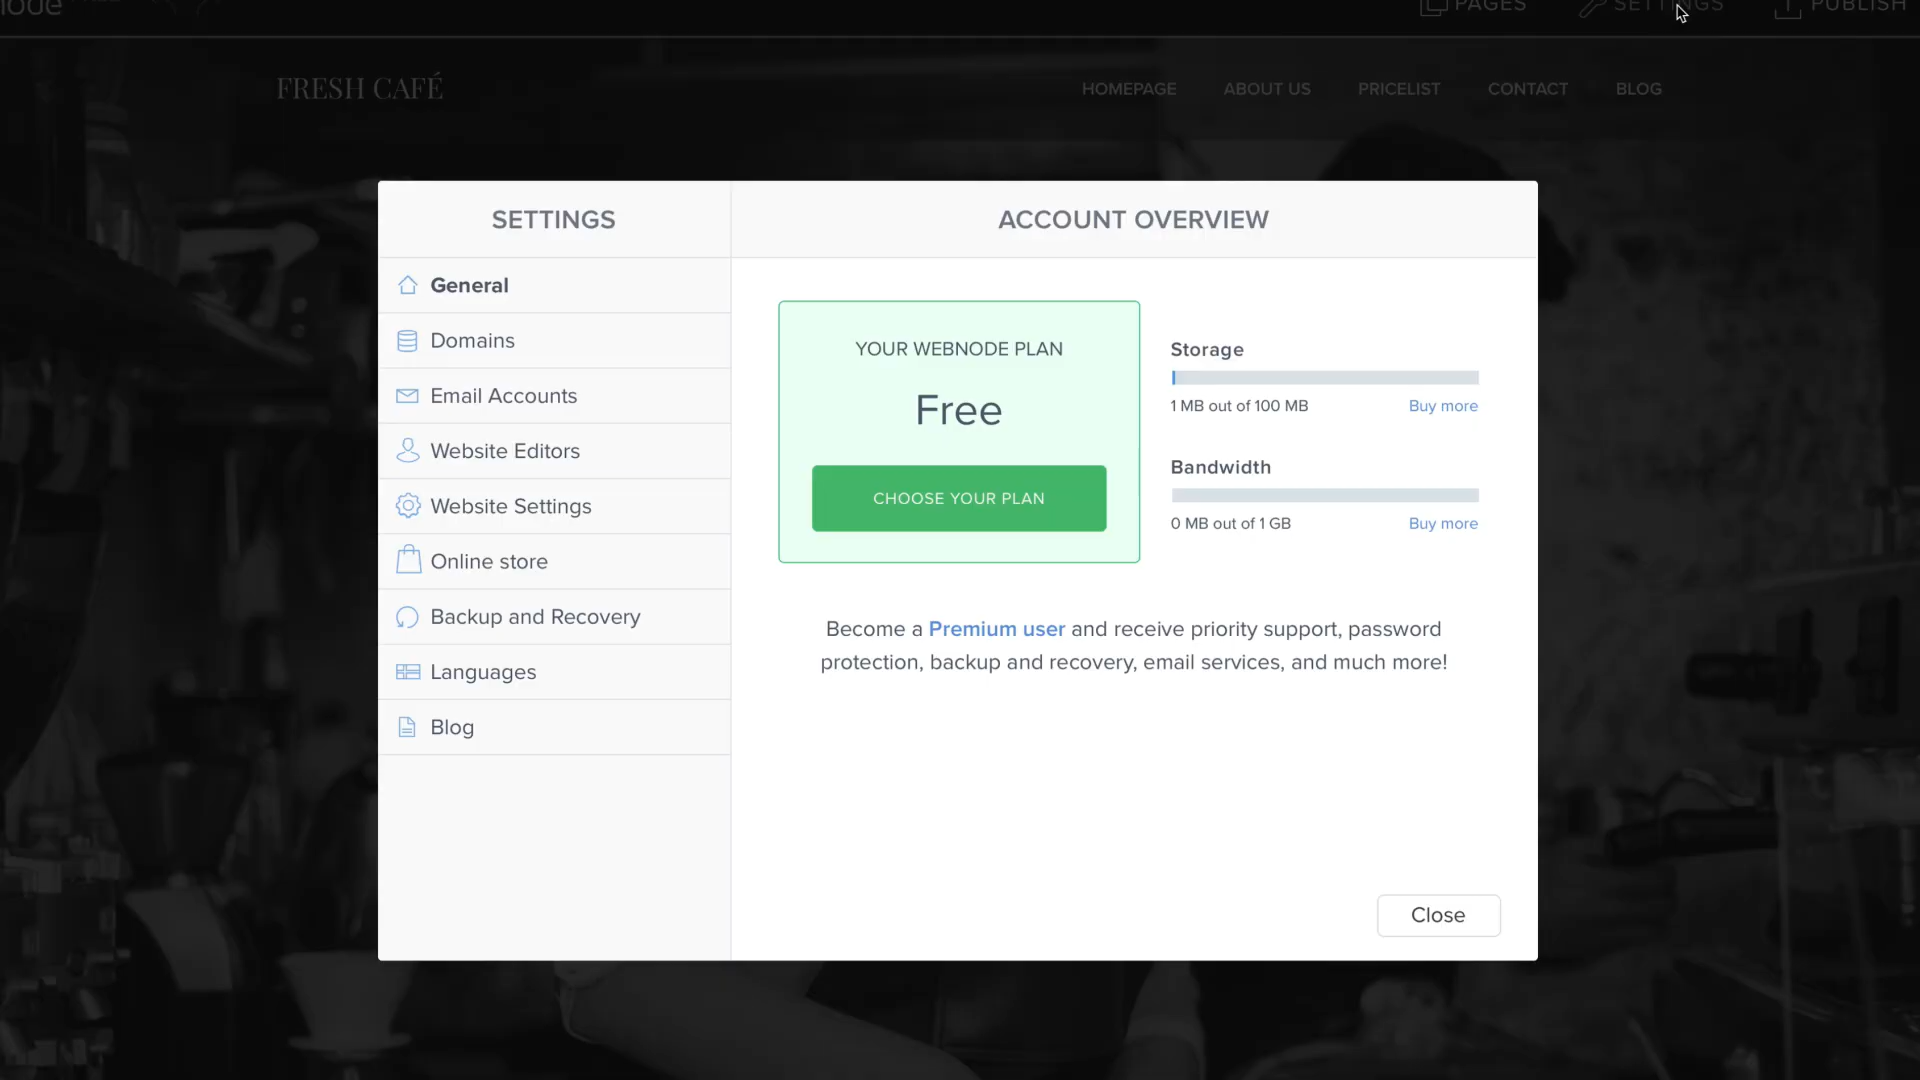 PAGES
SETTINGS
PUBLISH
FRESH CAFÉ
HOMEPAGE
ABOUT US
PRICELIST
CONTACT
BLOG
SETTINGS
General
Domains
Email Accounts
Website Editors
Website Settings
Online store
Backup and Recovery
Languages
Blog
ACCOUNT OVERVIEW
YOUR WEBNODE PLAN
Free
CHOOSE YOUR PLAN
Storage
1 MB out of 100 MB
Buy more
Bandwidth
0 MB out of 1 GB
Buy more
Become a Premium user and receive priority support, password
protection, backup and recovery, email services, and much more!
Close